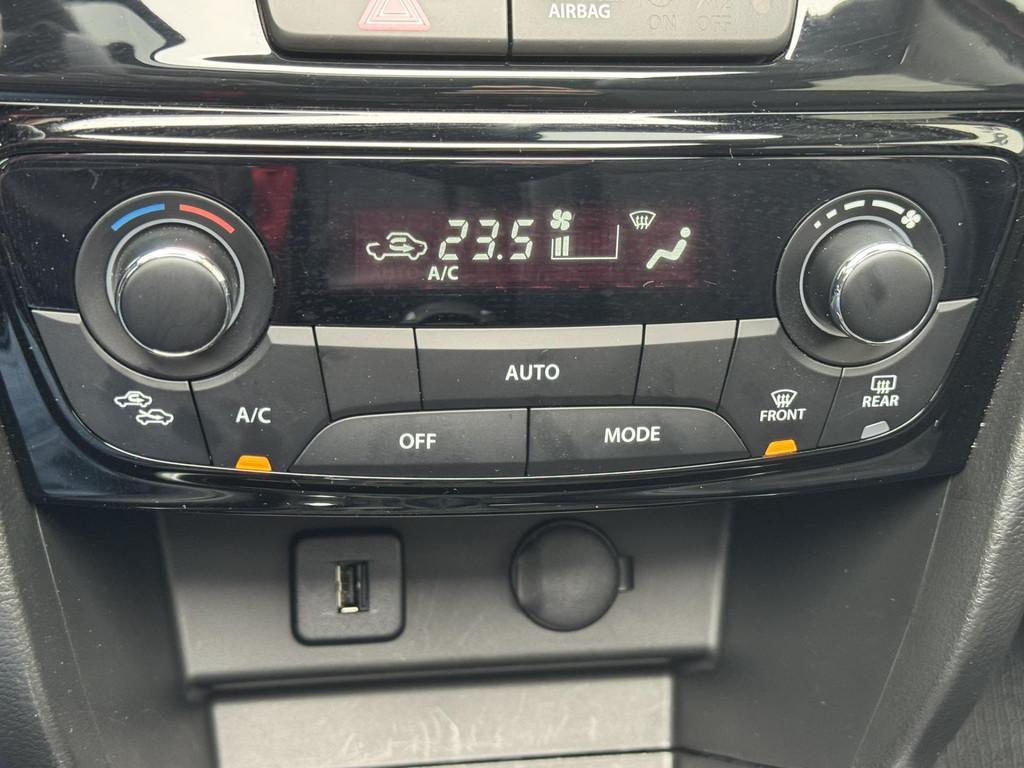 AIRBAG
ON
OFF
23.5
A/C
AUTO
A/C
OFF
MODE
FRONT
REAR